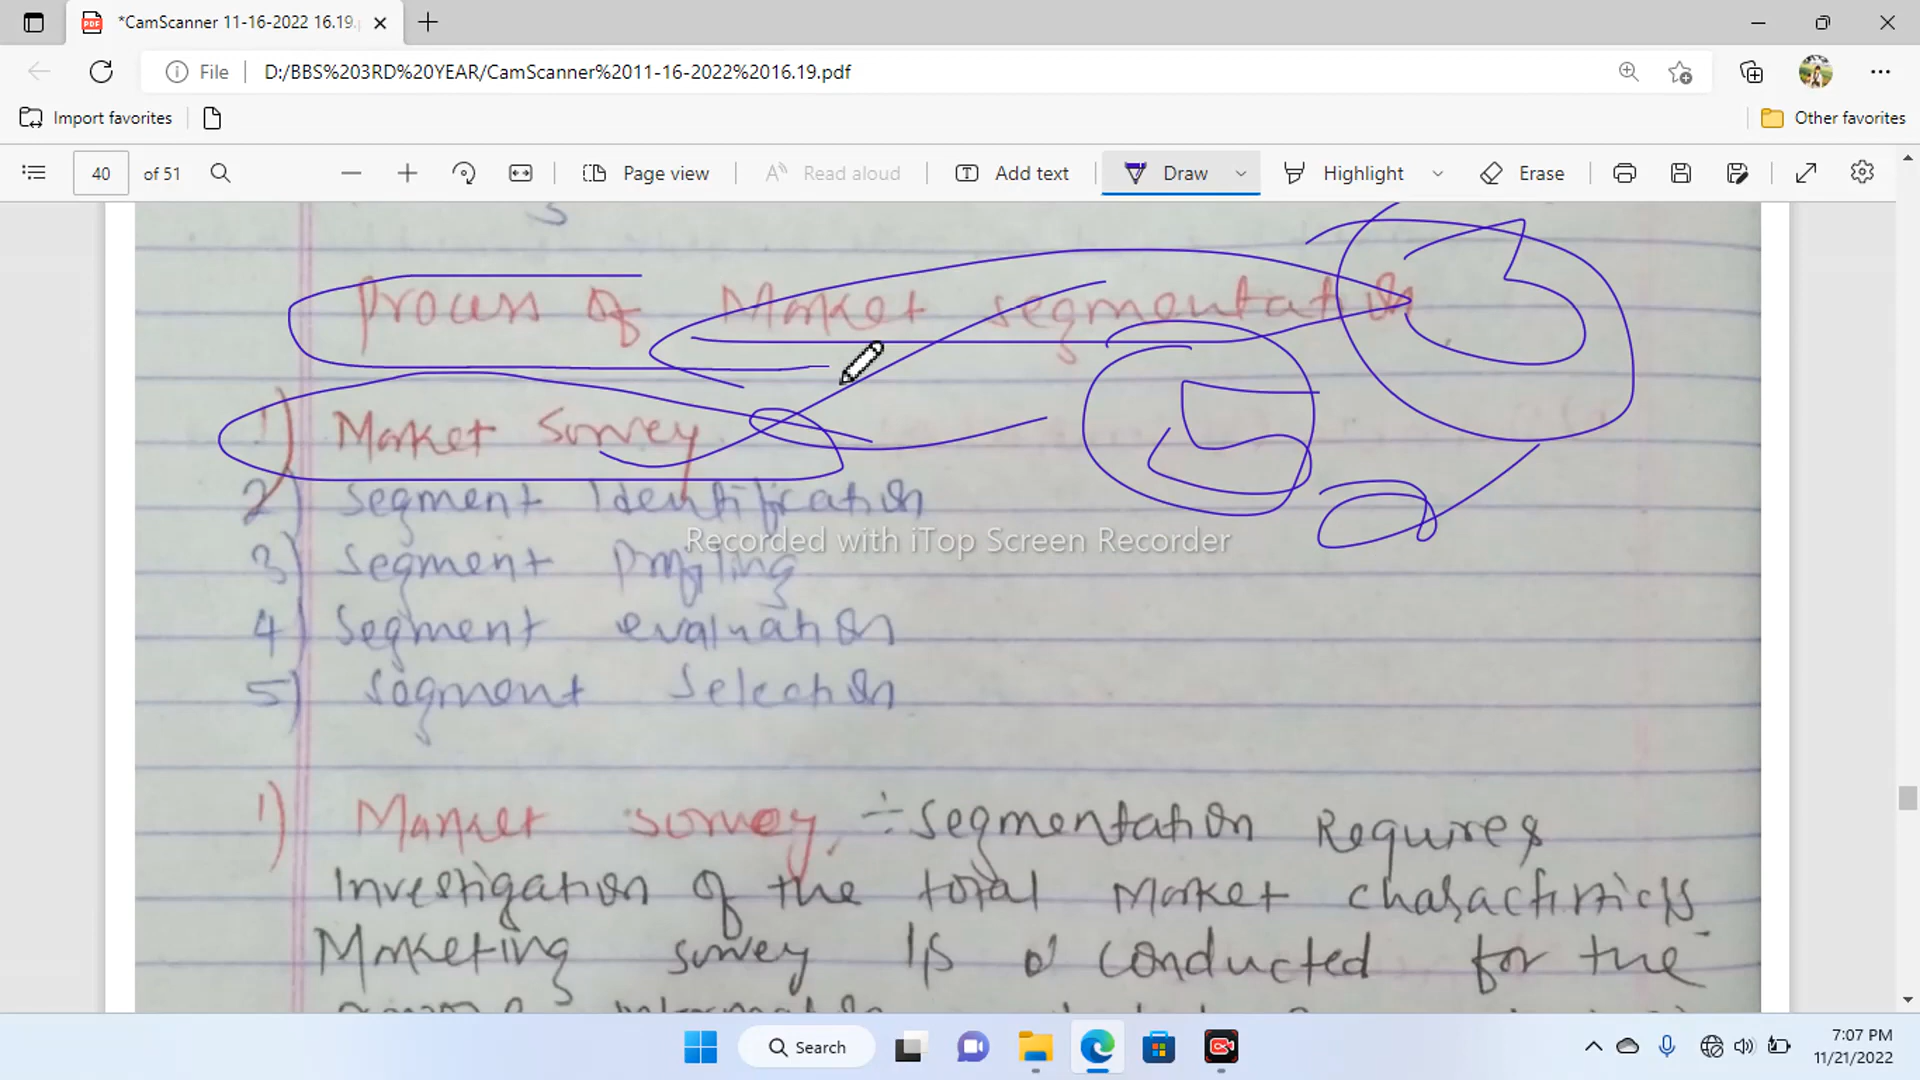 *CamScanner 11-16-2022 16.19.
File D:/BBS%203RD%20YEAR/CamScanner%2011-16-2022%2016.19.pdf
Import favorites Other favorites
40 of 51 Page view Read aloud Add text Draw Highlight Erase
Process of Market segmentation
3
1) Market Survey
5
2) Segment Identification
Recorded with iTop Screen Recorder
3) Segment Profiling
4) Segment evaluation
5) Segment Selection
1) Market survey ÷ Segmentation Requires
Investigation of the total Market
Marketing survey Is a conducted for the
Search 7:07 PM
11/21/2022